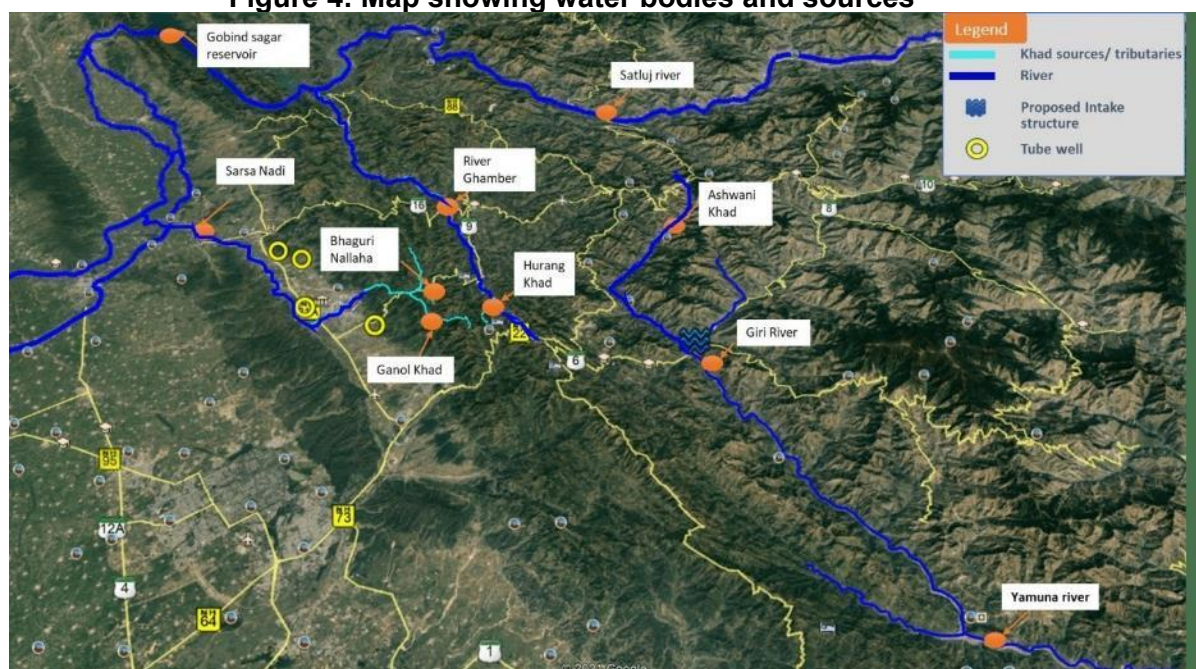 Figure 4: Map showing water bodies and sources
Gobind sagar
reservoir
Legend
Khad sources/ tributaries
River
Proposed Intake
structure
Tube well
Satluj river
88
Sarsa Nadi
River
Ghamber
Ashwani
Khad
10
16
9
8
Bhaguri
Nallaha
Hurang
Khad
22
6
Giri River
Ganol Khad
95
73
12A
4
64
1
Yamuna river